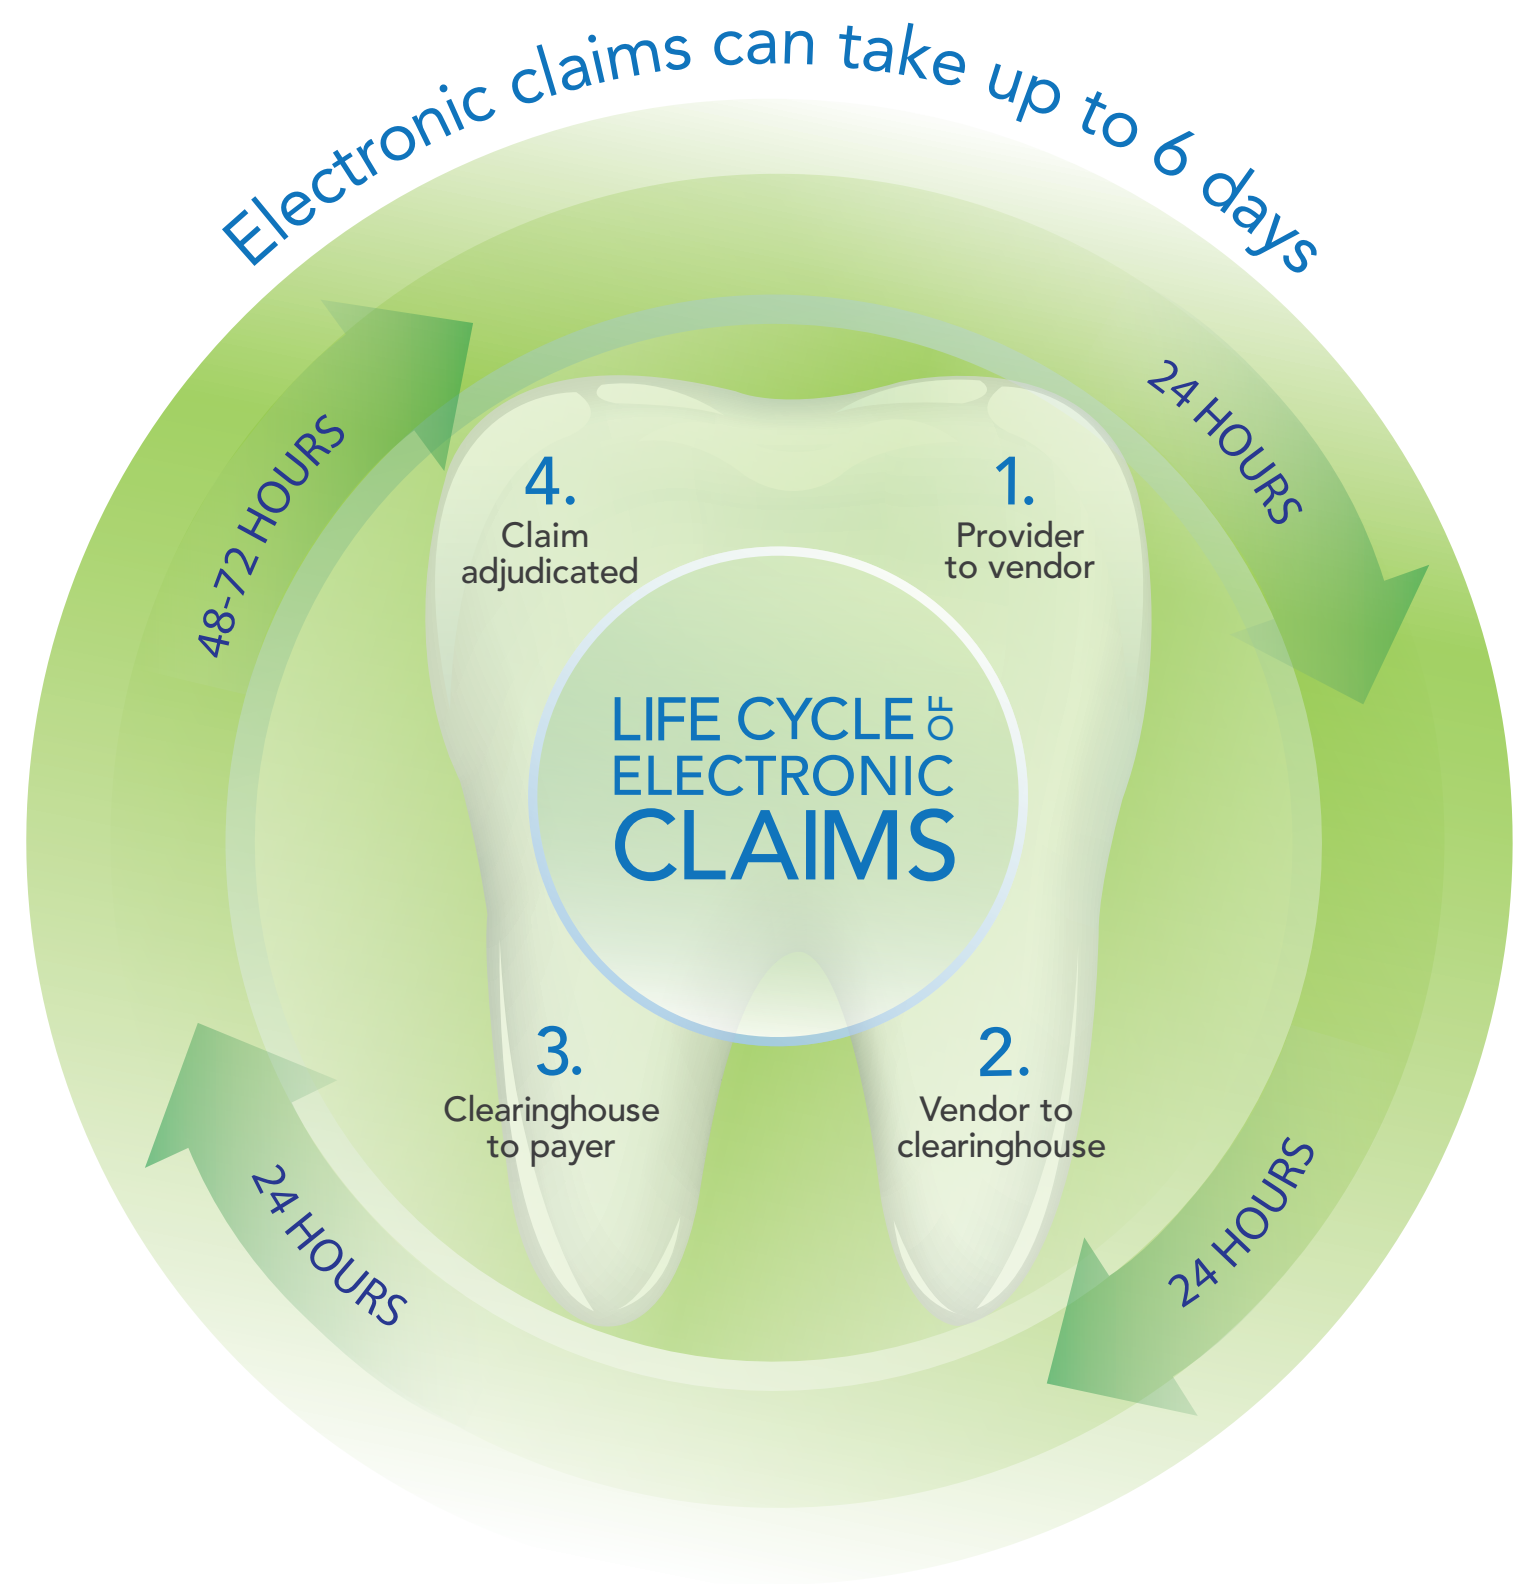 Electronic claims can take up to 6 days
24 HOURS
48-72 HOURS
4.
Claim
adjudicated
1.
Provider
to vendor
LIFE CYCLE OF
ELECTRONIC
CLAIMS
3.
Clearinghouse
to payer
2.
Vendor to
clearinghouse
24 HOURS
24 HOURS